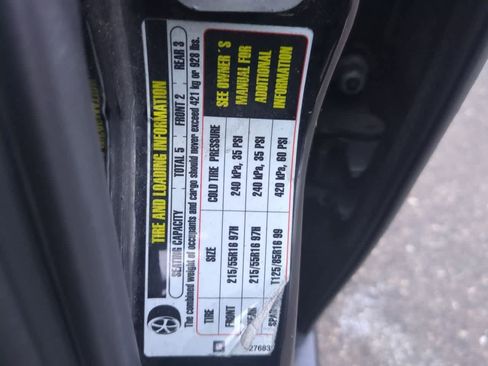 TIRE AND LOADING INFORMATION
SEATING CAPACITY TOTAL 5 FRONT 2 REAR 3
The combined weight of occupants and cargo should never exceed 421 kg or 928 lbs.
TIRE SIZE COLD TIRE PRESSURE
FRONT 215/55R18 97H 240 kPa, 35 PSI
215/55R18 97H 240 kPa, 35 PSI
T125/85R16 99 420 kPa, 60 PSI
SEE OWNER'S
MANUAL FOR
ADDITIONAL
INFORMATION